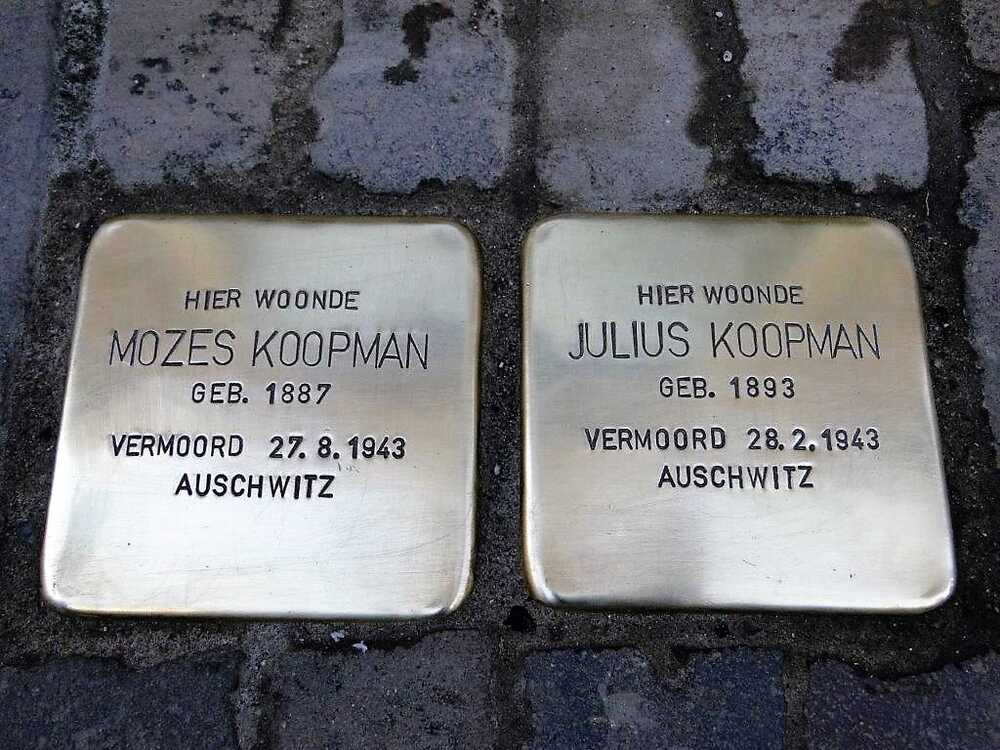 HIER WOONDE
MOZES KOOPMAN
GEB. 1887
VERMOORD 27.8.1943
AUSCHWITZ
HIER WOONDE
JULIUS KOOPMAN
GEB. 1893
VERMOORD 28.2.1943
AUSCHWITZ